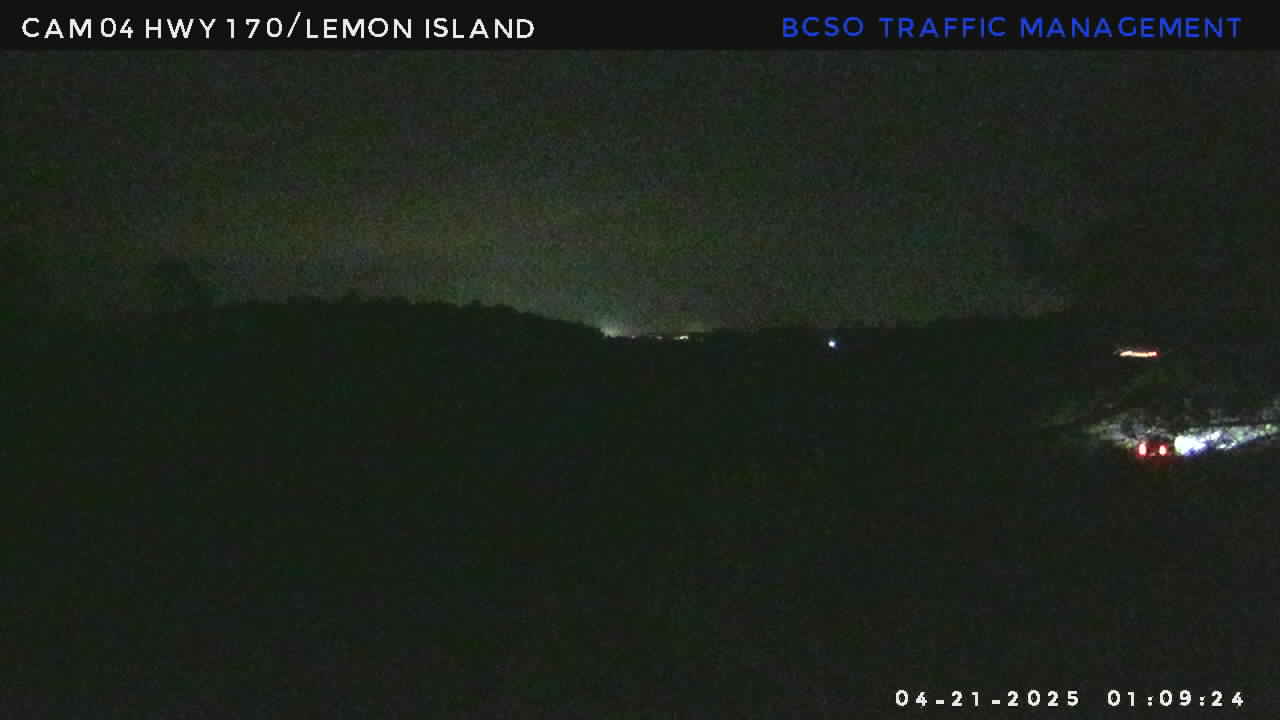 CAM04 HWY 170/LEMON ISLAND
BCSO TRAFFIC MANAGEMENT
04-21-2025 01:09:24